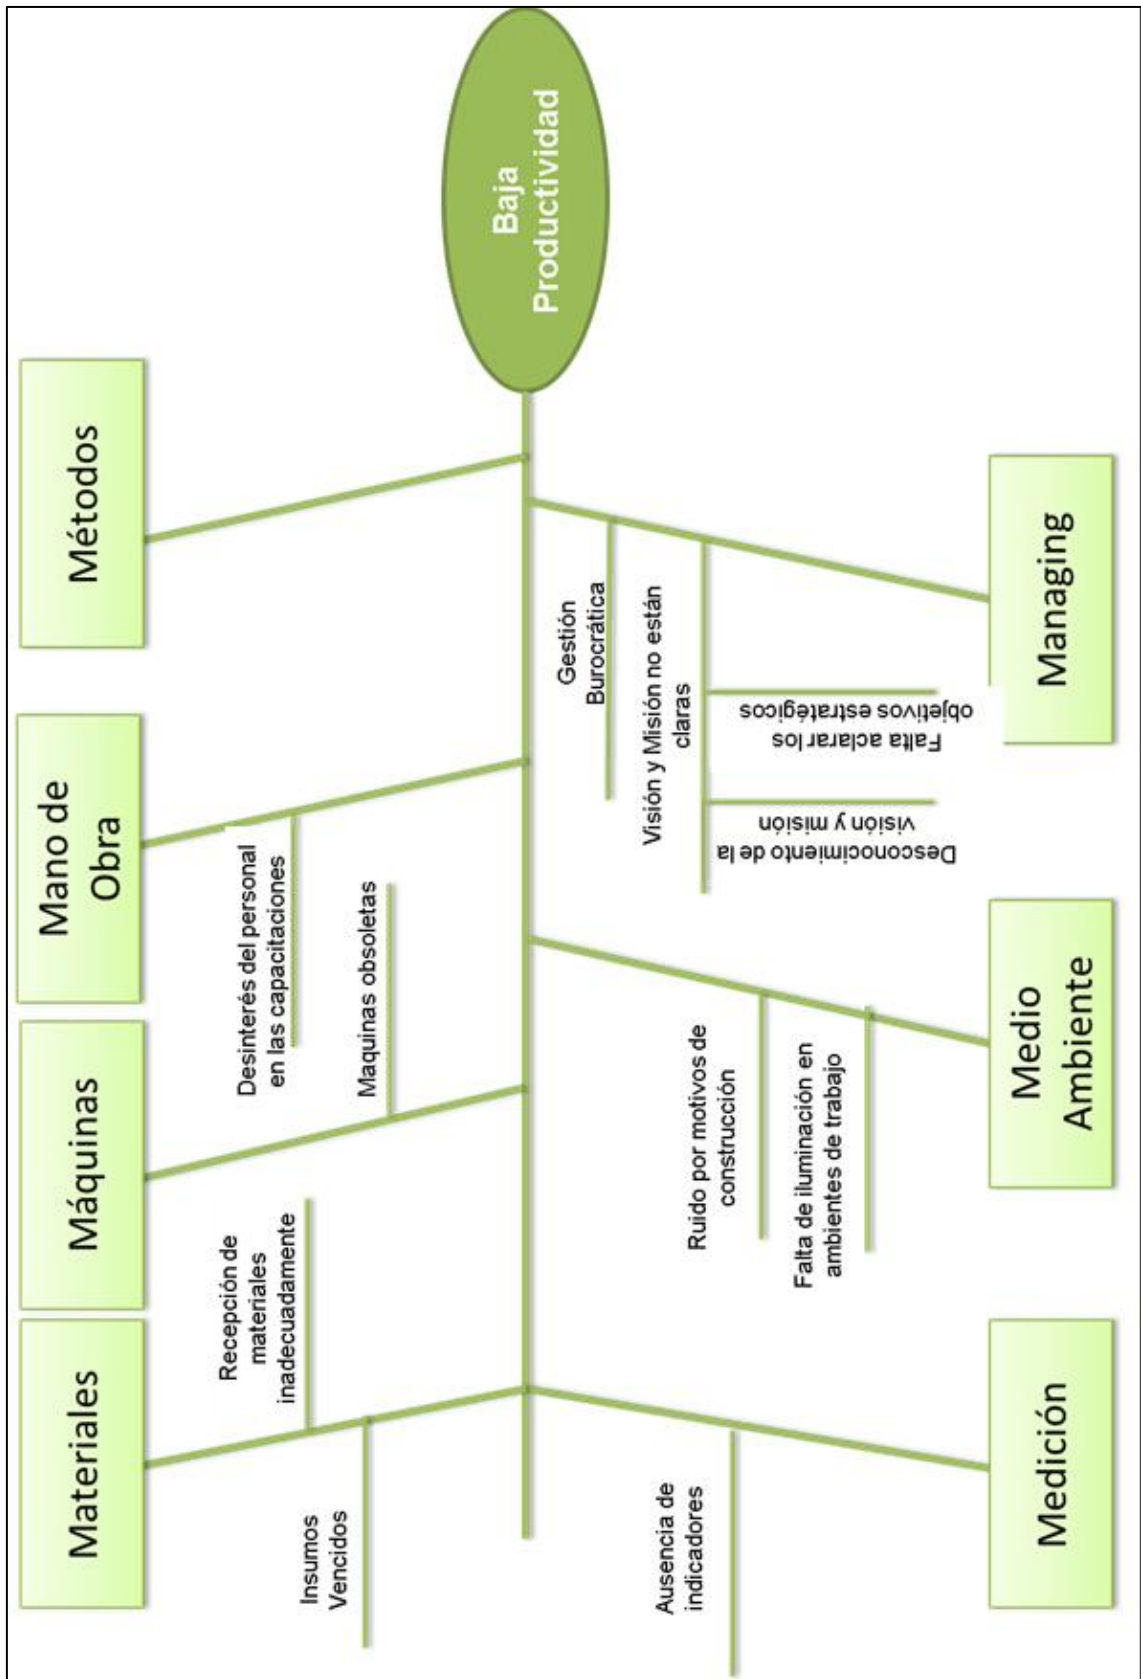 Materiales
Máquinas
Mano de
Obra
Métodos
Recepción de
materiales
inadecuadamente
Insumos
Vencidos
Desinterés del personal
en las capacitaciones
Maquinas obsoletas
Baja
Productividad
Gestión
Burocrática
Visión y Misión no están
claras
Desconocimiento de la
visión y misión
Falta aclarar los
objetivos estratégicos
Ruido por motivos de
construcción
Falta de iluminación en
ambientes de trabajo
Ausencia de
indicadores
Medición
Medio
Ambiente
Managing